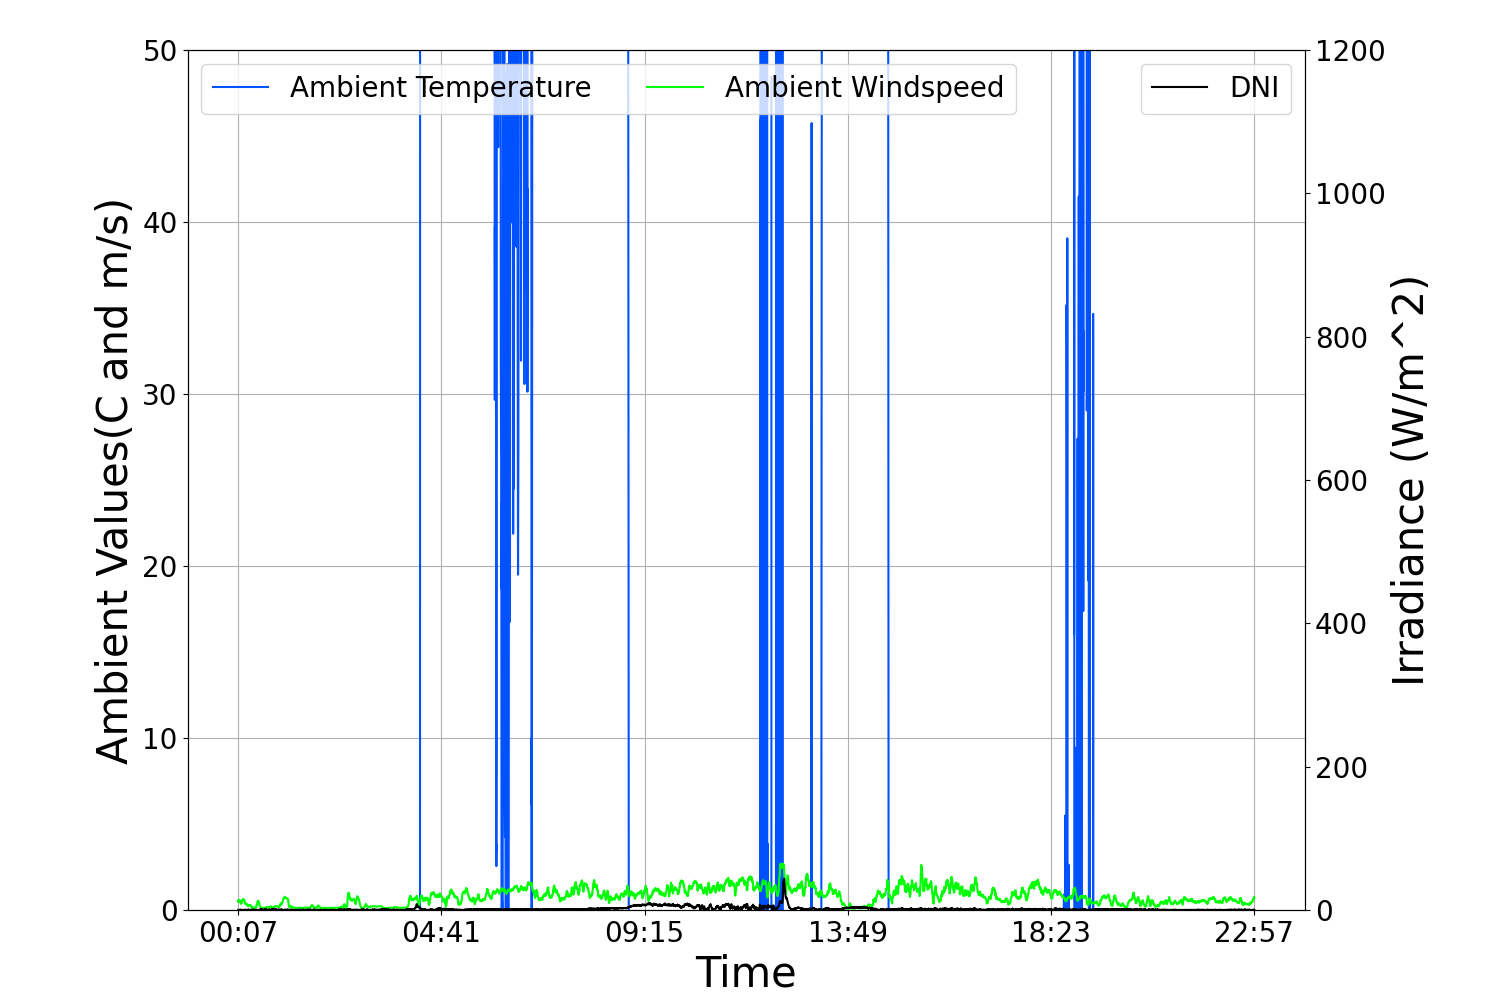 Ambient Temperature Ambient Windspeed DNI
50
40
30
20
10
0
Ambient Values(C and m/s)
1200
1000
800
600
400
200
0
Irradiance (W/m^2)
00:07 04:41 09:15 13:49 18:23 22:57
Time